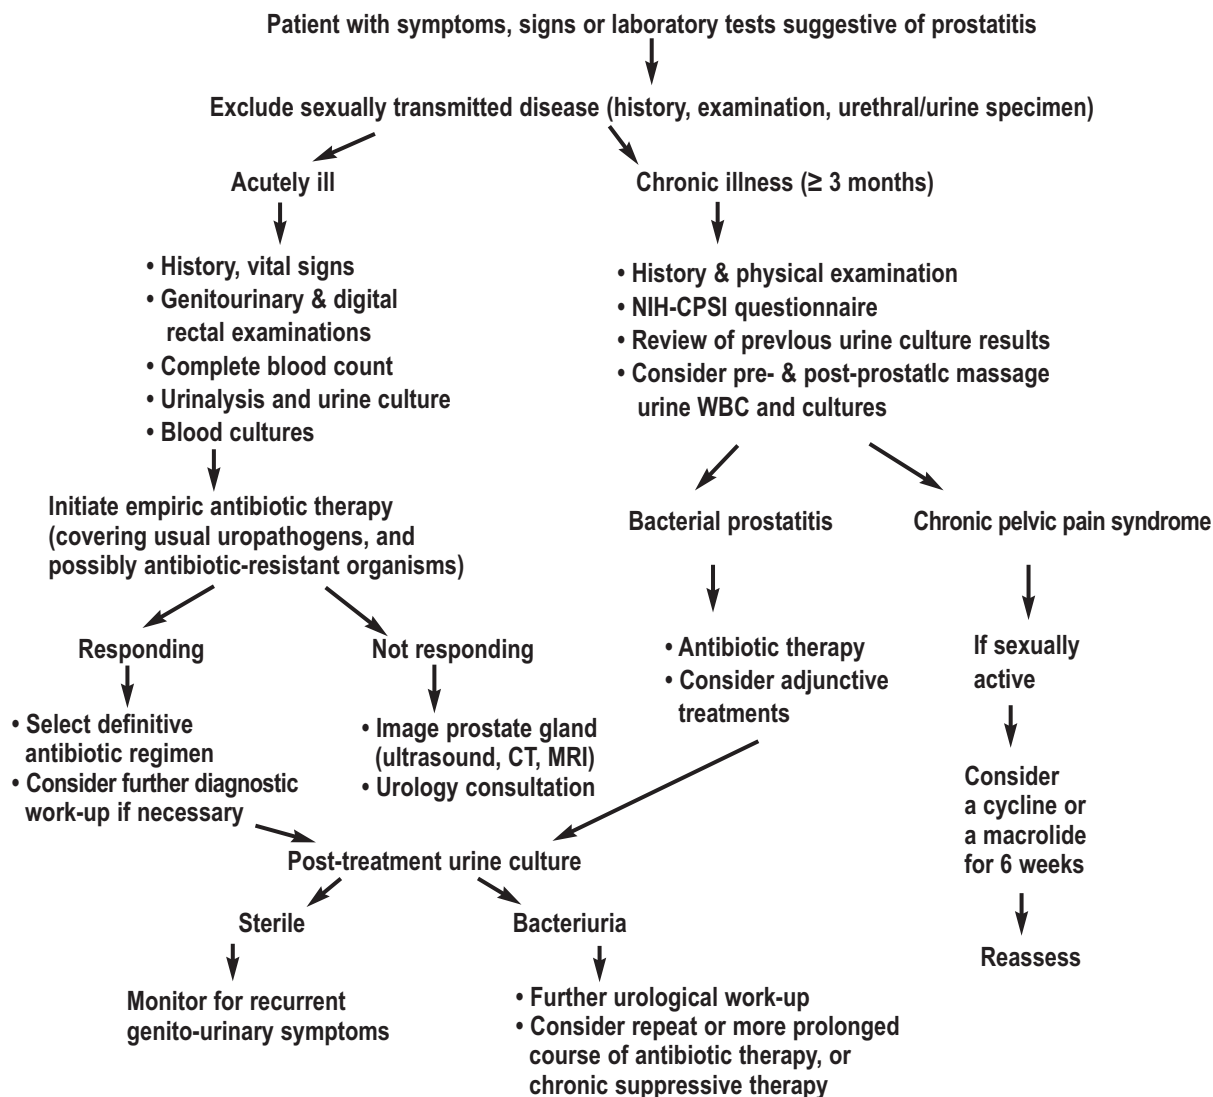 Patient with symptoms, signs or laboratory tests suggestive of prostatitis
Exclude sexually transmitted disease (history, examination, urethral/urine specimen)
Acutely ill
Chronic illness (≥ 3 months)
• History, vital signs
• Genitourinary & digital
rectal examinations
• Complete blood count
• Urinalysis and urine culture
• Blood cultures
• History & physical examination
• NIH-CPSI questionnaire
• Review of prevlous urine culture results
• Consider pre- & post-prostatlc massage
urine WBC and cultures
Initiate empiric antibiotic therapy
(covering usual uropathogens, and
possibly antibiotic-resistant organisms)
Bacterial prostatitis
Chronic pelvic pain syndrome
Responding
Not responding
• Antibiotic therapy
• Consider adjunctive
treatments
If sexually
active
• Select definitive
antibiotic regimen
• Consider further diagnostic
work-up if necessary
• Image prostate gland
(ultrasound, CT, MRI)
• Urology consultation
Consider
a cycline or
a macrolide
for 6 weeks
Post-treatment urine culture
Sterile
Bacteriuria
Reassess
Monitor for recurrent
genito-urinary symptoms
• Further urological work-up
• Consider repeat or more prolonged
course of antibiotic therapy, or
chronic suppressive therapy